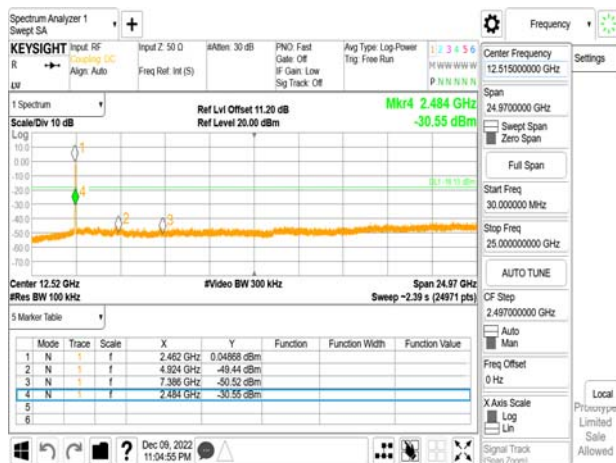 Spectrum Analyzer 1
Swept SA
+
Frequency
KEYSIGHT
Input: RF
Coupling: DC
Align: Auto
Input Z: 50 Ω
Freq Ref: Int (S)
#Atten: 30 dB
PNO: Fast
Gate: Off
IF Gain: Low
Sig Track: Off
Avg Type: Log-Power
Trig: Free Run
1 2 3 4 5 6
M W W W W W
P N N N N N
R
1 Spectrum
Scale/Div 10 dB
Log
Ref Lvl Offset 11.20 dB
Ref Level 20.00 dBm
Mkr4 2.484 GHz
-30.55 dBm
10.0
0.00
-10.0
-20.0
-30.0
-40.0
-50.0
-60.0
-70.0
1
4
2
3
Center 12.52 GHz
#Res BW 100 kHz
#Video BW 300 kHz
Span 24.97 GHz
Sweep ~2.39 s (24971 pts)
5 Marker Table
Mode Trace Scale X Y Function Function Width Function Value
1 N 1 f 2.462 GHz 0.04868 dBm
2 N 1 f 4.924 GHz -49.44 dBm
3 N 1 f 7.386 GHz -50.52 dBm
4 N 1 f 2.484 GHz -30.55 dBm
5
6
?
Dec 09, 2022
11:04:55 PM
Center Frequency
12.515000000 GHz
Span
24.9700000 GHz
Swept Span
Zero Span
Full Span
Start Freq
30.000000 MHz
Stop Freq
25.000000000 GHz
AUTO TUNE
CF Step
2.497000000 GHz
Auto
Man
Freq Offset
0 Hz
X Axis Scale
Log
Lin
Signal Track
(Span Zoom)
Settings
Local
Prototype
Limited
Sale
Allowed